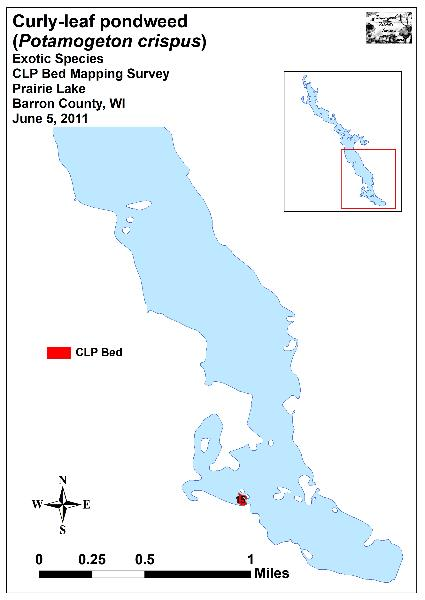 Curly-leaf pondweed
(Potamogeton crispus)
Exotic Species
CLP Bed Mapping Survey
Prairie Lake
Barron County, WI
June 5, 2011
CLP Bed
N
W E
S
0 0.25 0.5 1
Miles